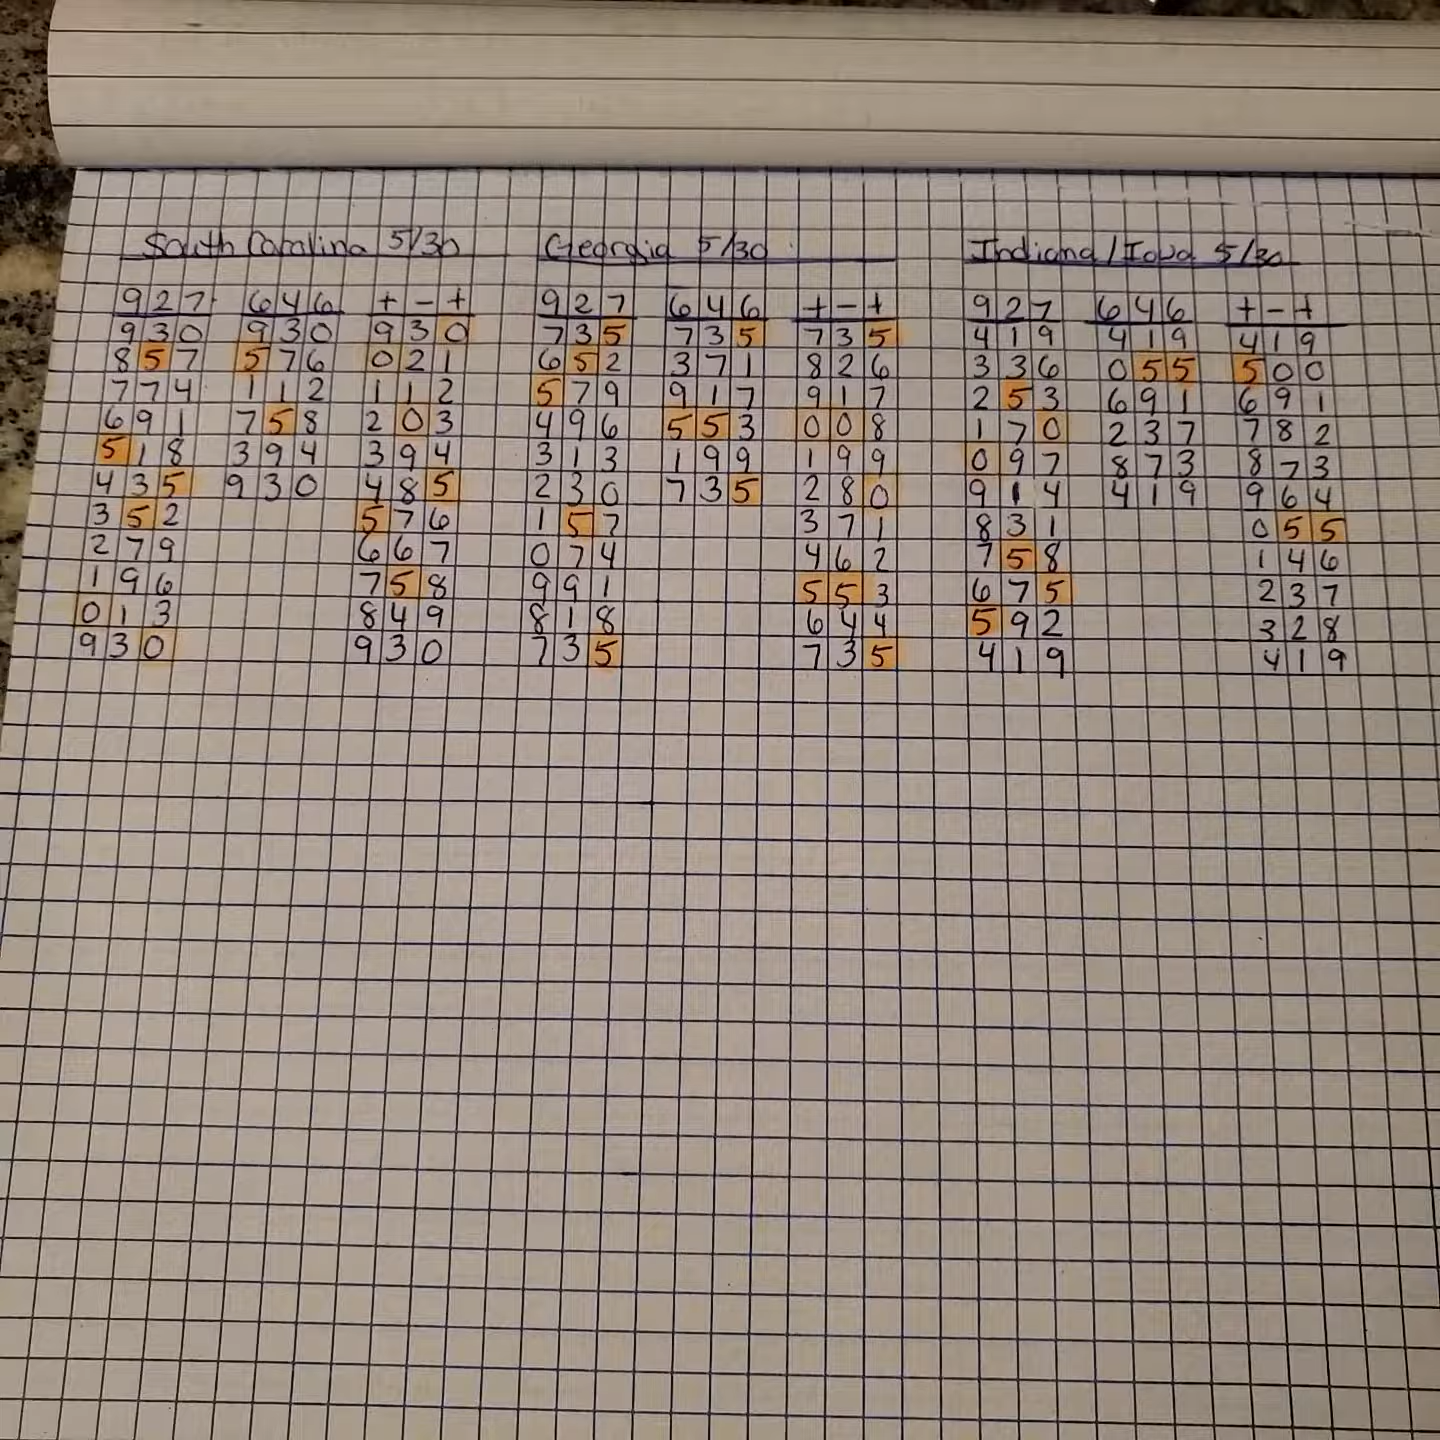 South Carolina 5/30 Georgia 5/30 Indiana/Iowa 5/30
927 646 +-+ 927 646 +-+ 927 646 +-+
930 930 930 735 735 735 419 419 419
857 576 021 652 371 826 336 055 500
774 112 112 579 917 917 253 691 691
691 758 203 496 553 008 170 237 782
518 394 394 313 199 199 097 873 873
435 930 485 230 735 280 914 419 964
352 576 157 371 831 055
279 667 074 462 758 146
196 758 991 553 675 237
013 849 818 644 592 328
930 930 735 735 419 419